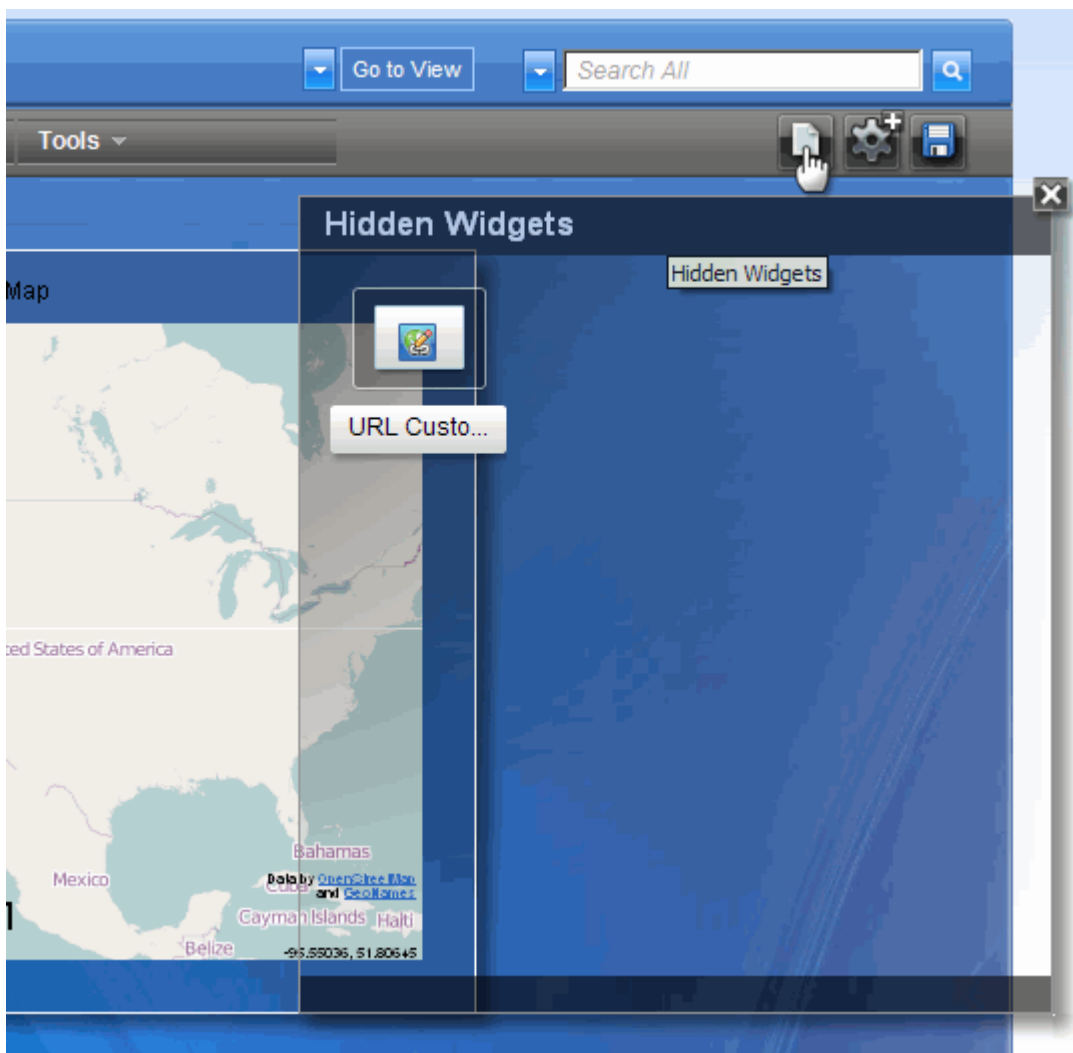 Go to View
Search All
Tools
Hidden Widgets
Hidden Widgets
Map
URL Custo...
ted States of America
Bahamas
Mexico
Cuba
Data by OpenStreetMap
and GeoNames
Cayman Islands
Haiti
Belize
-95.55036, 51.80645